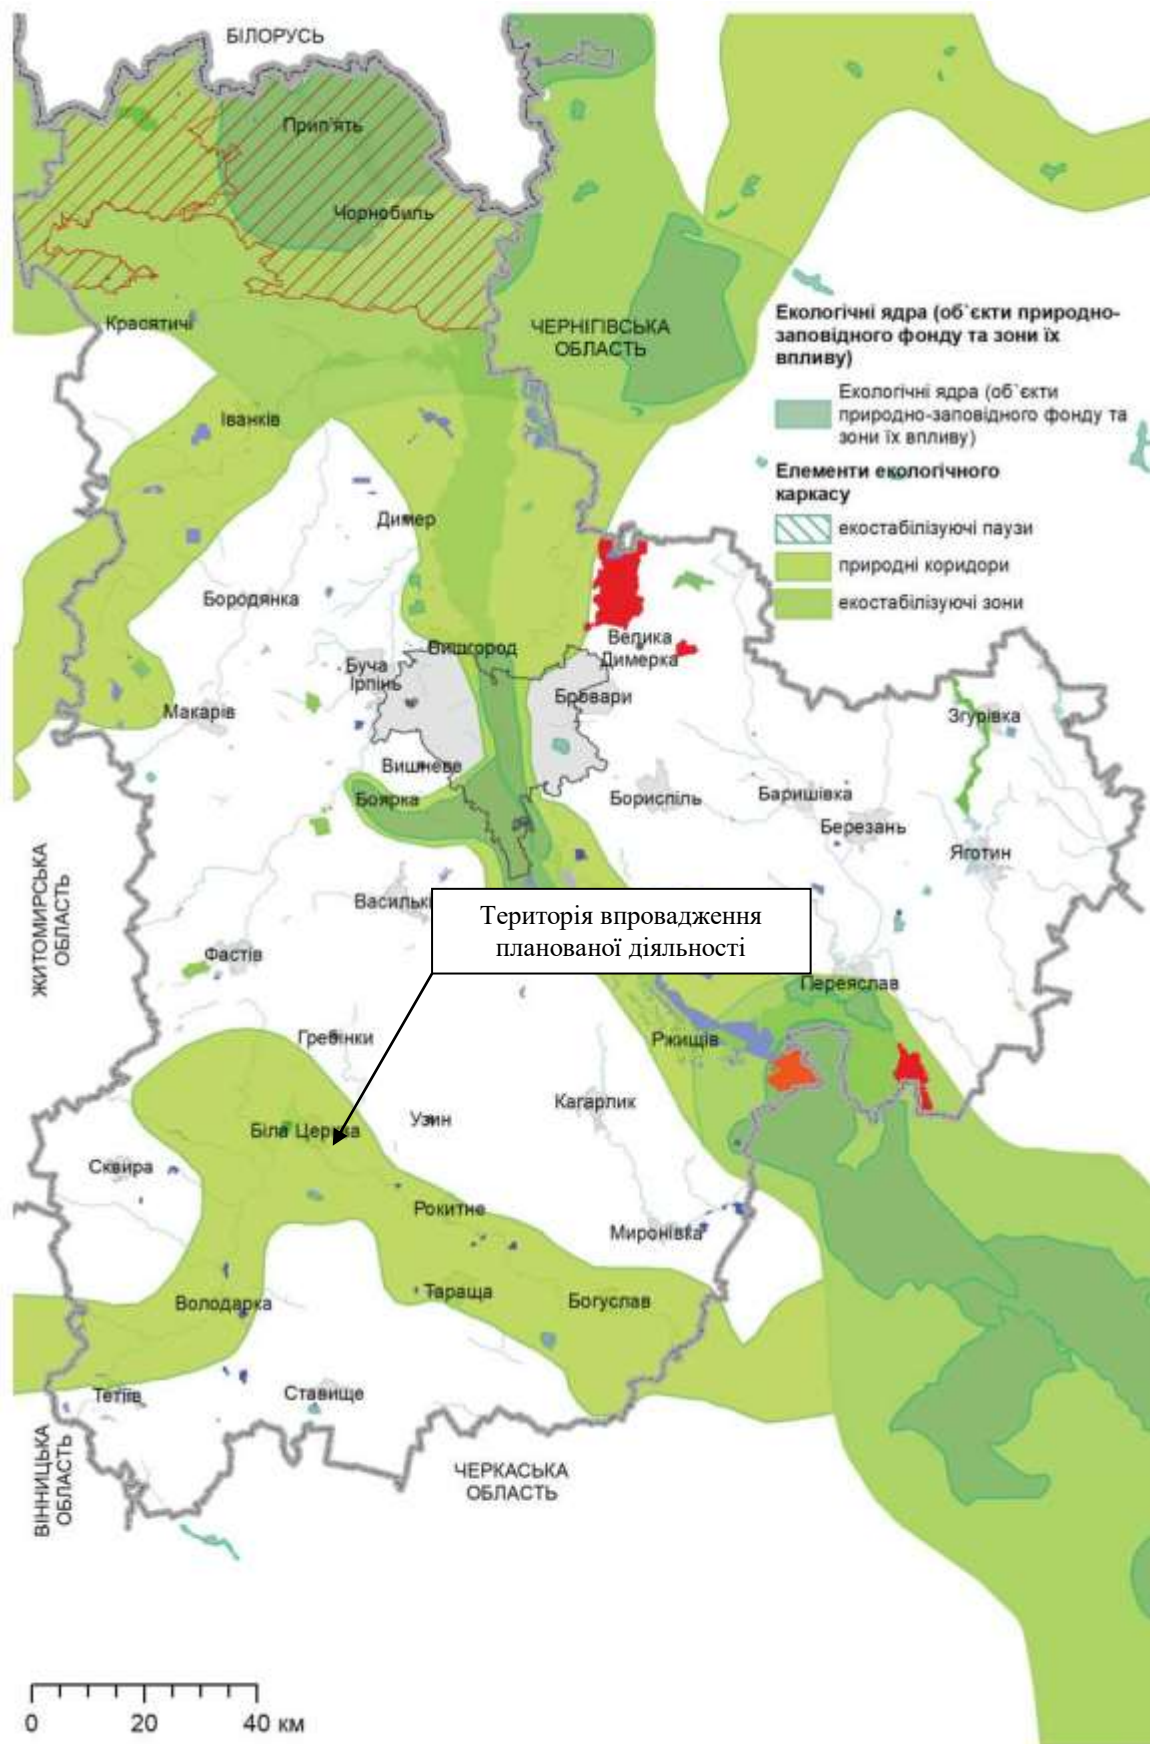 БІЛОРУСЬ
Прип'ять
Чорнобиль
Красятичі
ЧЕРНІГІВСЬКА
ОБЛАСТЬ
Екологічні ядра (об`єкти природно-
заповідного фонду та зони їх
впливу)
Екологічні ядра (об`єкти
природно-заповідного фонду та
зони їх впливу)
Елементи екологічного
каркасу
екостабілізуючі паузи
природні коридори
екостабілізуючі зони
Іванків
Димер
Бородянка
Вишгород
Велика
Димерка
Буча
Ірпінь
Бровари
Макарів
Згурівка
Вишневе
Боярка
Бориспіль
Баришівка
Березань
Яготин
ЖИТОМИРСЬКА
ОБЛАСТЬ
Васильк
Територія впровадження
планованої діяльності
Фастів
Переяслав
Гребінки
Ржищів
Кагарлик
Узин
Біла Церква
Сквира
Рокитне
Миронівка
Володарка
Тараща
Богуслав
Тетіїв
Ставище
ВІННИЦЬКА
ОБЛАСТЬ
ЧЕРКАСЬКА
ОБЛАСТЬ
0 20 40 км